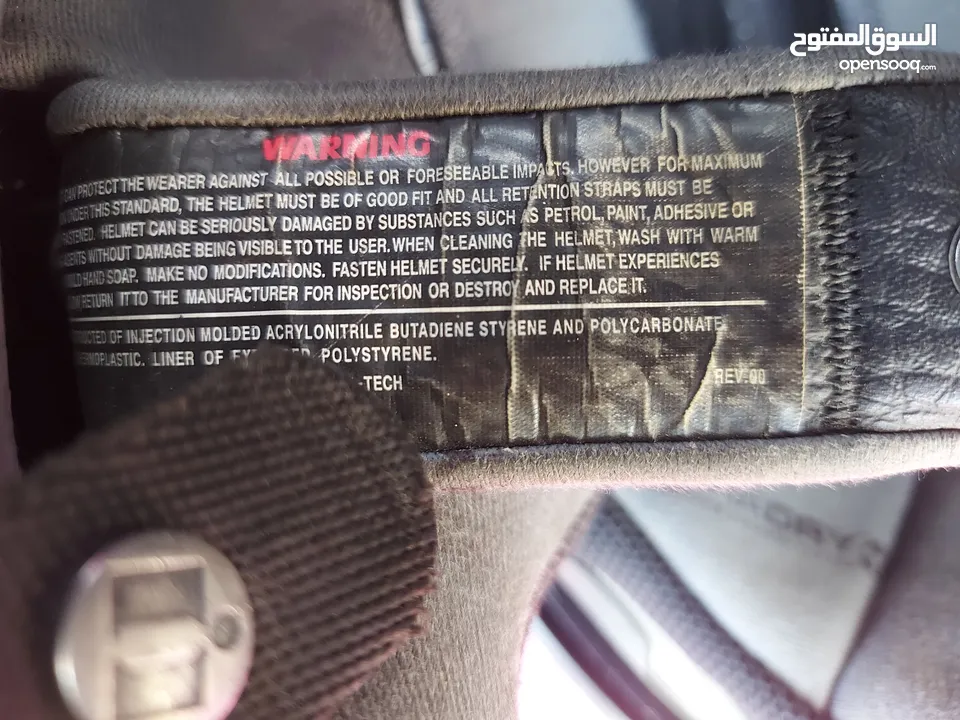 السوق المفتوح
opensooq.com
WARNING
CAN PROTECT THE WEARER AGAINST ALL POSSIBLE OR FORESEEABLE IMPACTS. HOWEVER FOR MAXIMUM
UNDER THIS STANDARD, THE HELMET MUST BE OF GOOD FIT AND ALL RETENTION STRAPS MUST BE
HELMET CAN BE SERIOUSLY DAMAGED BY SUBSTANCES SUCH AS PETROL, PAINT, ADHESIVE OR
WITHOUT DAMAGE BEING VISIBLE TO THE USER. WHEN CLEANING THE HELMET, WASH WITH WARM
HAND SOAP. MAKE NO MODIFICATIONS. FASTEN HELMET SECURELY. IF HELMET EXPERIENCES
RETURN IT TO THE MANUFACTURER FOR INSPECTION OR DESTROY AND REPLACE IT.
OF INJECTION MOLDED ACRYLONITRILE BUTADIENE STYRENE AND POLYCARBONATE
LINER OF POLYSTYRENE.
-TECH
REV.00